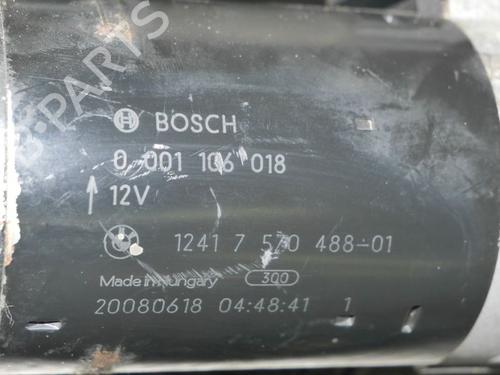 B-PARTS
BOSCH
0 001 106 018
12V
1241 7 570 488-01
Made in Hungary 300
20080618 04:48:41 1